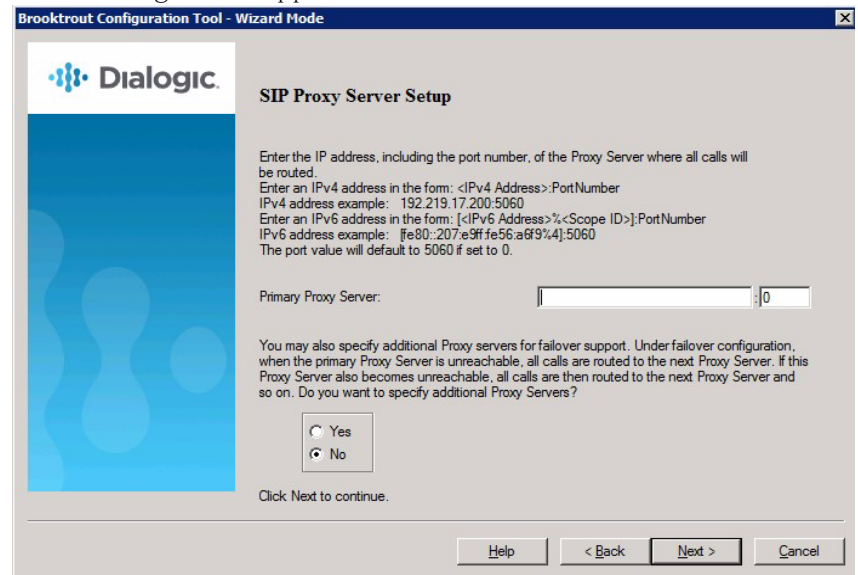 Brooktrout Configuration Tool - Wizard Mode
Dialogic.
SIP Proxy Server Setup
Enter the IP address, including the port number, of the Proxy Server where all calls will
be routed.
Enter an IPv4 address in the form: <IPv4 Address>:PortNumber
IPv4 address example: 192.219.17.200:5060
Enter an IPv6 address in the form: [<IPv6 Address>%<Scope ID>]:PortNumber
IPv6 address example: [fe80::207:e9ff:fe56:a6f9%4]:5060
The port value will default to 5060 if set to 0.
Primary Proxy Server: :0
You may also specify additional Proxy servers for failover support. Under failover configuration,
when the primary Proxy Server is unreachable, all calls are routed to the next Proxy Server. If this
Proxy Server also becomes unreachable, all calls are then routed to the next Proxy Server and
so on. Do you want to specify additional Proxy Servers?
Yes
No
Click Next to continue.
Help < Back Next > Cancel